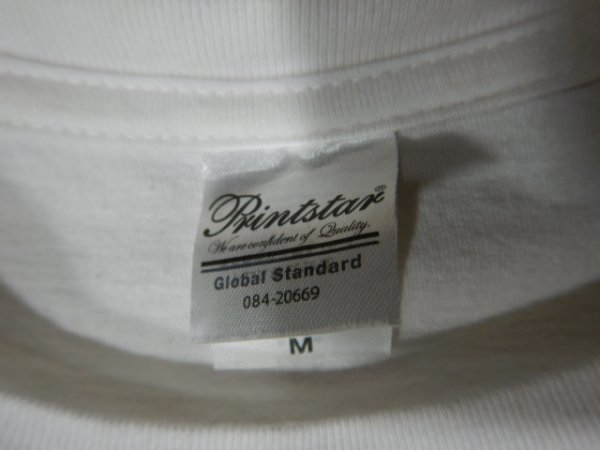 Printstar®
We are confident of Quality.
Global Standard
084-20669
M